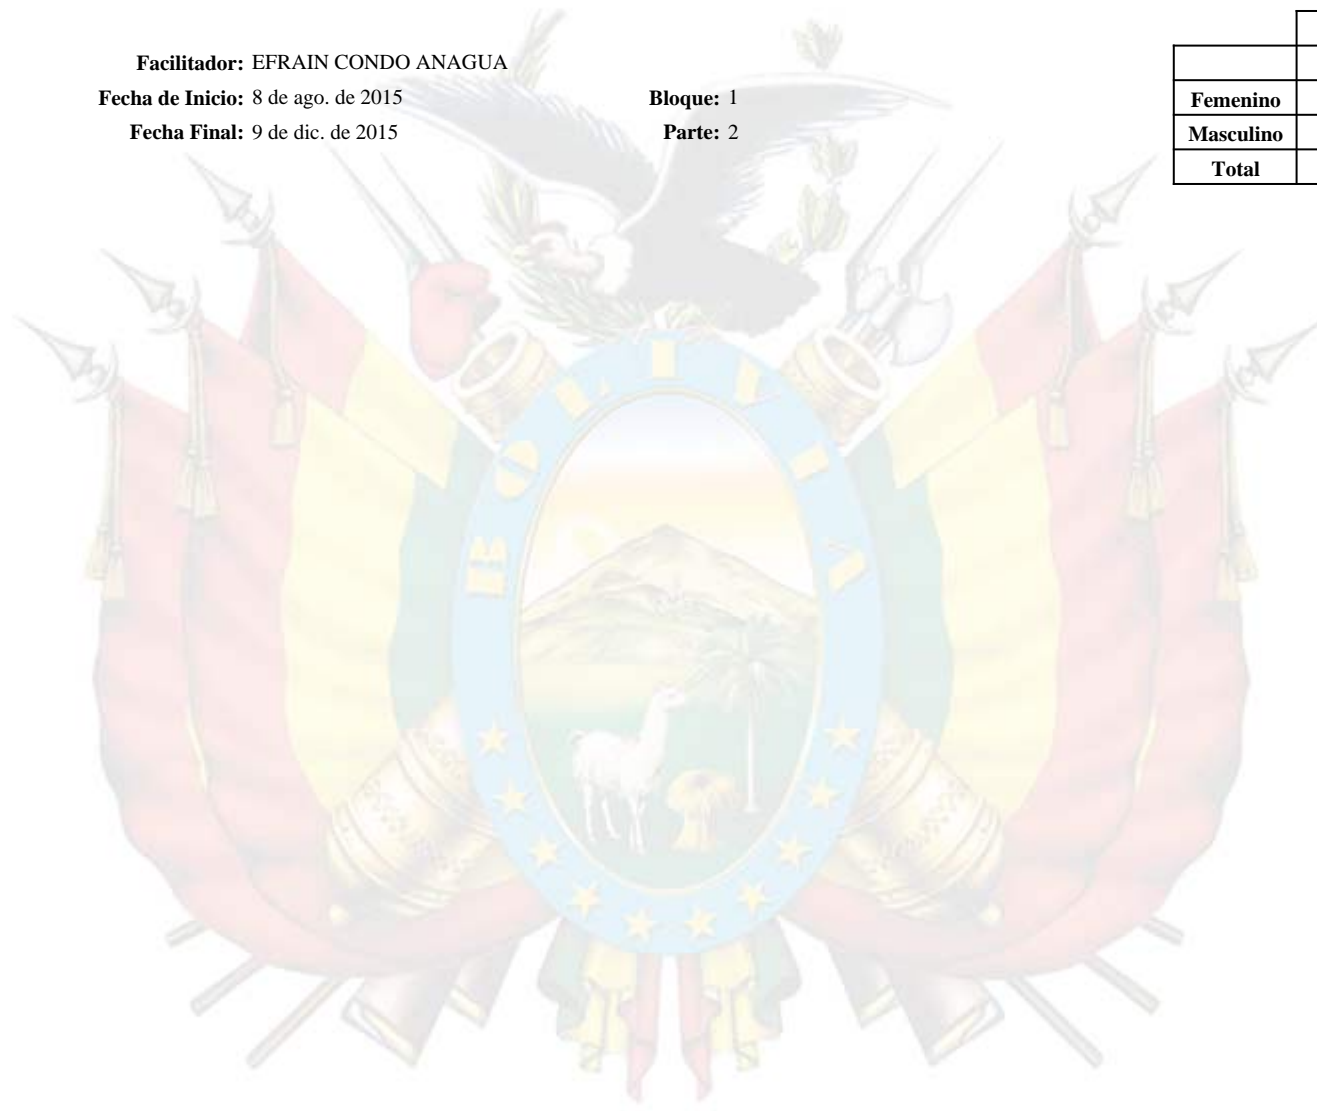 Facilitador: EFRAIN CONDO ANAGUA
Fecha de Inicio: 8 de ago. de 2015 Bloque: 1
Fecha Final: 9 de dic. de 2015 Parte: 2
Femenino
Masculino
Total
BOLIVIA